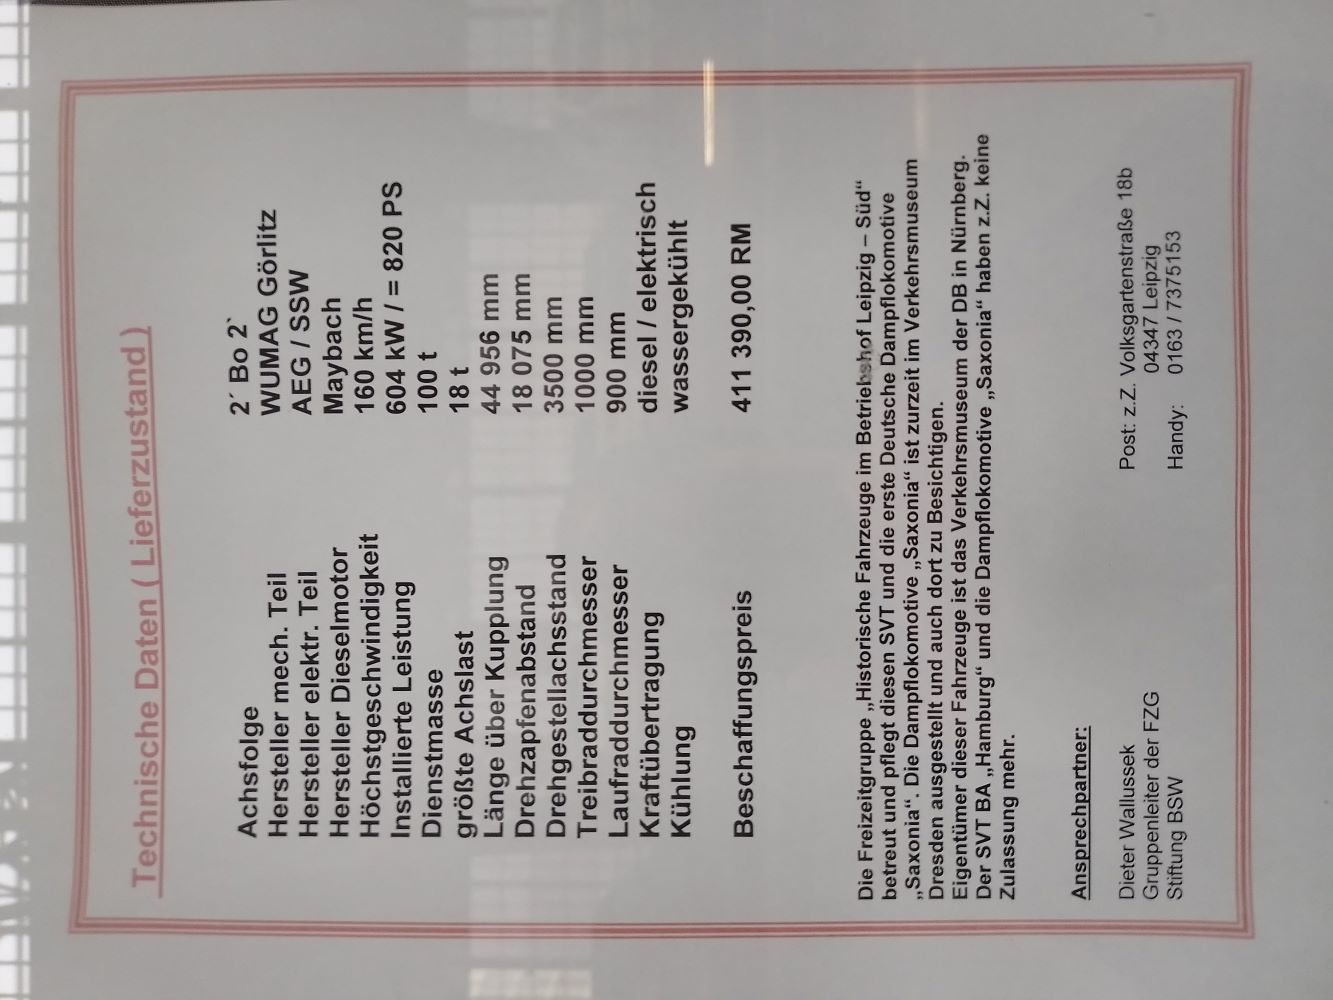 Technische Daten ( Lieferzustand )
Achsfolge 2´ Bo 2`
Hersteller mech. Teil WUMAG Görlitz
Hersteller elektr. Teil AEG / SSW
Hersteller Dieselmotor Maybach
Höchstgeschwindigkeit 160 km/h
Installierte Leistung 604 kW / = 820 PS
Dienstmasse 100 t
größte Achslast 18 t
Länge über Kupplung 44 956 mm
Drehzapfenabstand 18 075 mm
Drehgestellachsstand 3500 mm
Treibraddurchmesser 1000 mm
Laufraddurchmesser 900 mm
Kraftübertragung diesel / elektrisch
Kühlung wassergekühlt
Beschaffungspreis 411 390,00 RM
Die Freizeitgruppe „Historische Fahrzeuge im Betriebshof Leipzig – Süd“
betreut und pflegt diesen SVT und die erste Deutsche Dampflokomotive
„Saxonia“. Die Dampflokomotive „Saxonia“ ist zurzeit im Verkehrsmuseum
Dresden ausgestellt und auch dort zu Besichtigen.
Eigentümer dieser Fahrzeuge ist das Verkehrsmuseum der DB in Nürnberg.
Der SVT BA „Hamburg“ und die Dampflokomotive „Saxonia“ haben z.Z. keine
Zulassung mehr.
Ansprechpartner:
Dieter Wallussek Post: z.Z. Volksgartenstraße 18b
Gruppenleiter der FZG 04347 Leipzig
Stiftung BSW Handy: 0163 / 7375153